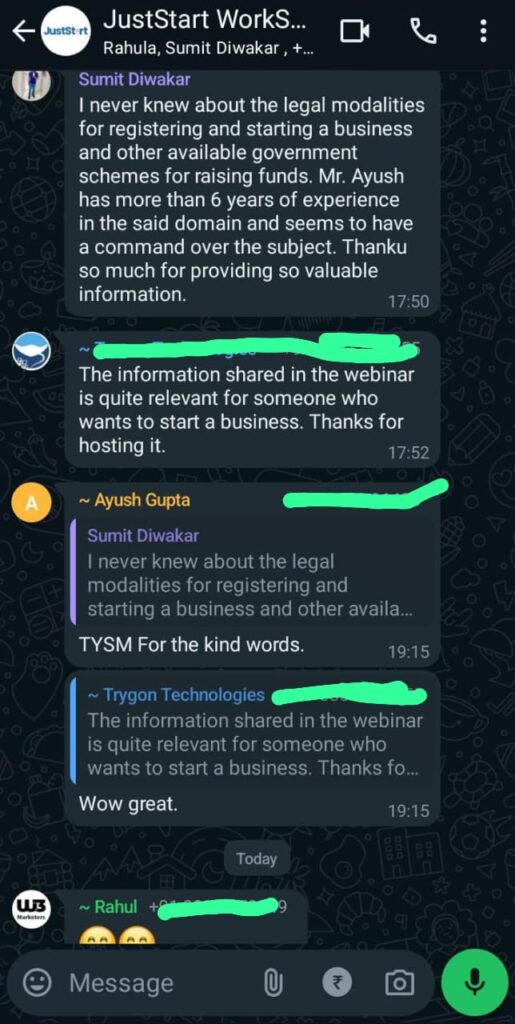 JustStart WorkS...
Rahula, Sumit Diwakar , +...
JustStart
Sumit Diwakar
I never knew about the legal modalities
for registering and starting a business
and other available government
schemes for raising funds. Mr. Ayush
has more than 6 years of experience
in the said domain and seems to have
a command over the subject. Thanku
so much for providing so valuable
information.
17:50
The information shared in the webinar
is quite relevant for someone who
wants to start a business. Thanks for
hosting it.
17:52
A
~ Ayush Gupta
Sumit Diwakar
I never knew about the legal
modalities for registering and
starting a business and other availa...
TYSM For the kind words.
19:15
~ Trygon Technologies
The information shared in the webinar
is quite relevant for someone who
wants to start a business. Thanks fo...
Wow great.
19:15
Today
W3
Marketers
~ Rahul
Message
₹